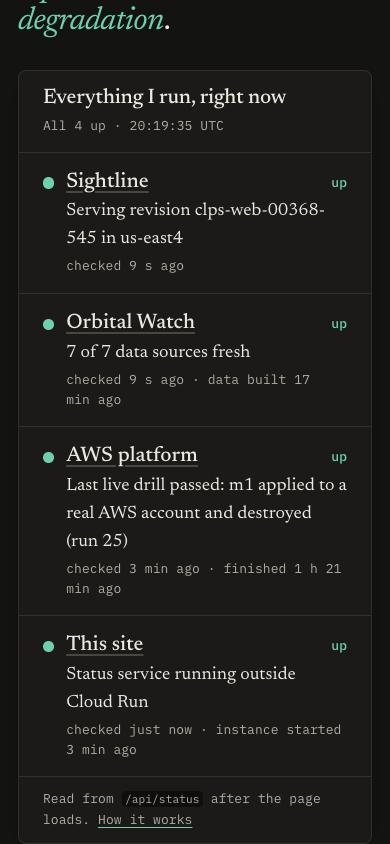 degradation.
Everything I run, right now
All 4 up · 20:19:35 UTC
Sightline up
Serving revision clps-web-00368-
545 in us-east4
checked 9 s ago
Orbital Watch up
7 of 7 data sources fresh
checked 9 s ago · data built 17
min ago
AWS platform up
Last live drill passed: m1 applied to a
real AWS account and destroyed
(run 25)
checked 3 min ago · finished 1 h 21
min ago
This site up
Status service running outside
Cloud Run
checked just now · instance started
3 min ago
Read from /api/status after the page
loads. How it works